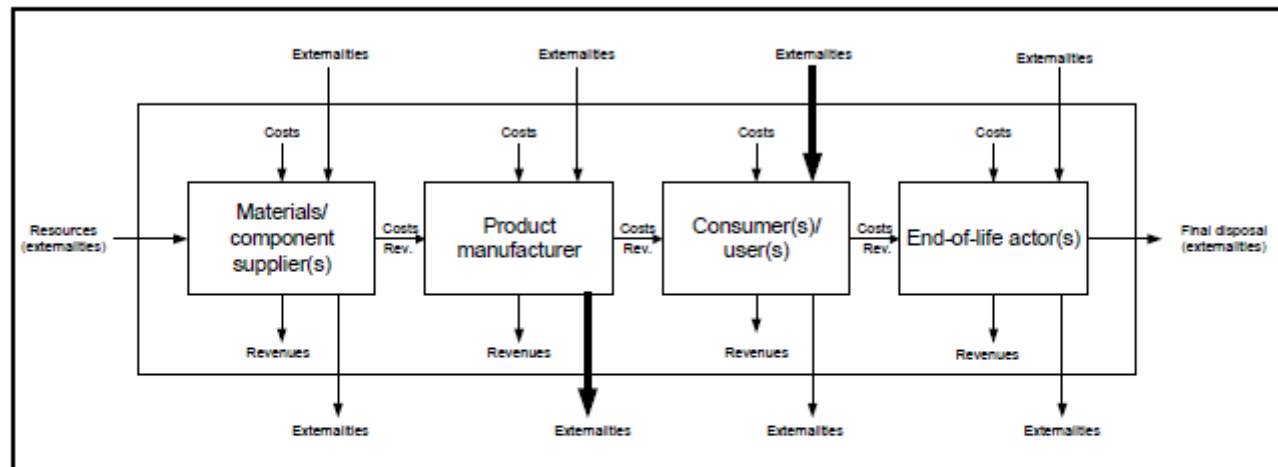 Externalities
Externalities
Externalities
Externalities
Costs
Costs
Costs
Costs
Resources
(externalities)
Materials/
component
supplier(s)
Costs
Rev.
Product
manufacturer
Costs
Rev.
Consumer(s)/
user(s)
Costs
Rev.
End-of-life actor(s)
Final disposal
(externalities)
Revenues
Revenues
Revenues
Revenues
Externalities
Externalities
Externalities
Externalities